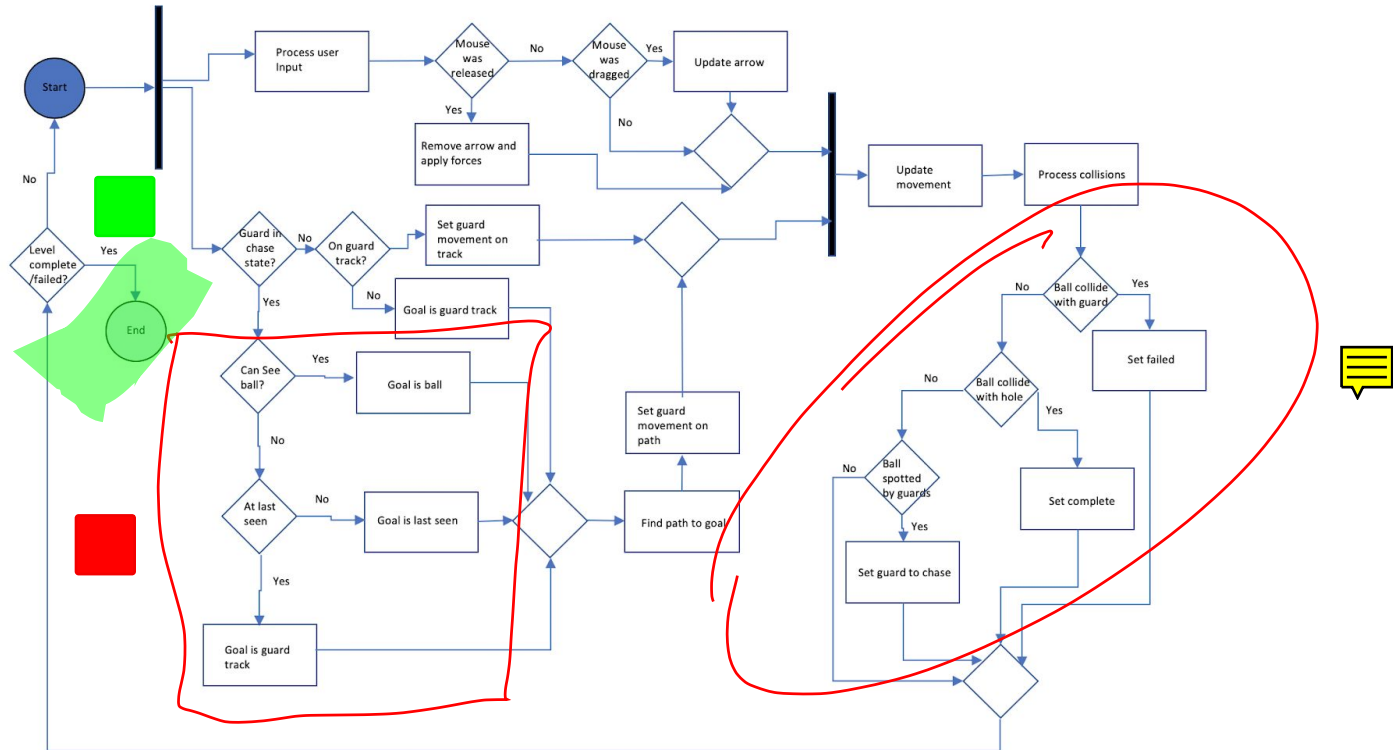 Start
Process user
Input
Mouse
was
released
No
Mouse
was
dragged
Yes
Update arrow
Yes
No
Remove arrow and
apply forces
Update
movement
Process collisions
No
Level
complete
/failed?
Yes
End
Guard in
chase
state?
No
On guard
track?
Set guard
movement on
track
Yes
No
Goal is guard track
Can See
ball?
Yes
Goal is ball
No
At last
seen
No
Goal is last seen
Yes
Goal is guard
track
Set guard
movement on
path
Find path to goal
No
Ball collide
with guard
Yes
Set failed
No
Ball collide
with hole
Yes
No
Ball
spotted
by guards
Set complete
Yes
Set guard to chase